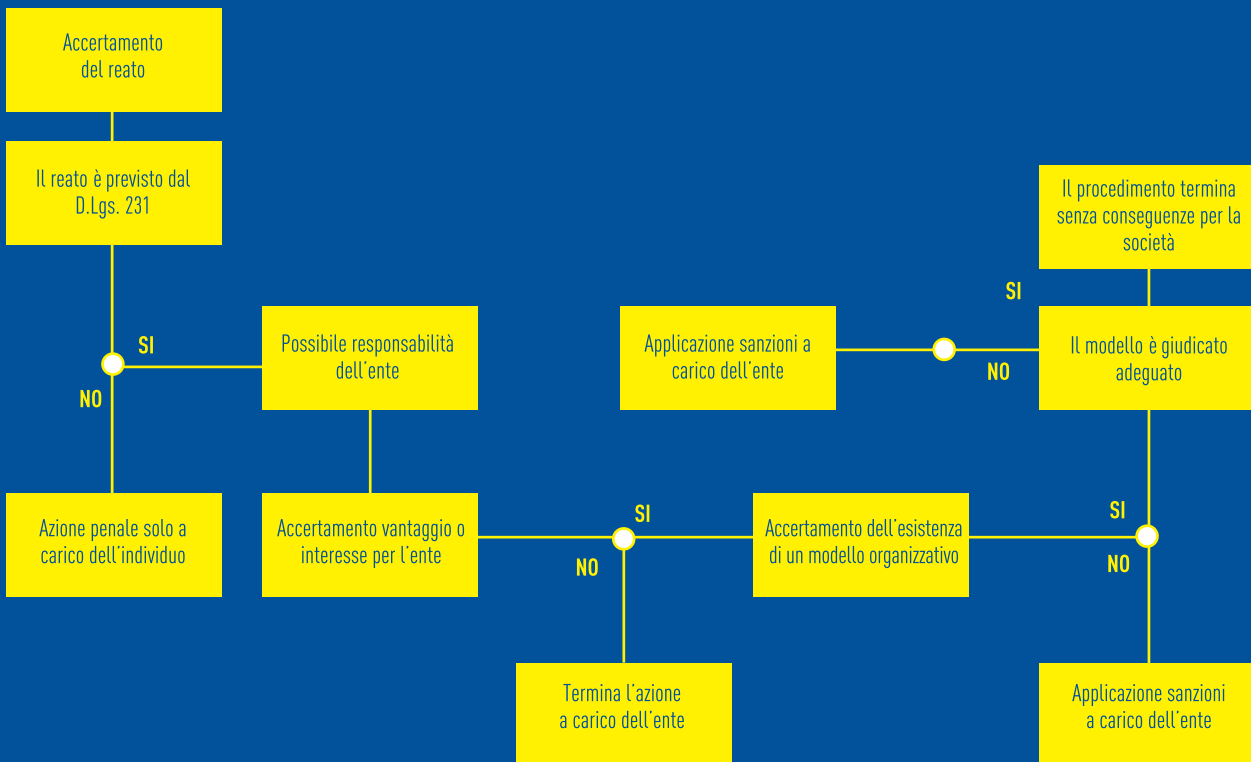 Accertamento
del reato
Il reato è previsto dal
D.Lgs. 231
SI
NO
Possibile responsabilità
dell'ente
Azione penale solo a
carico dell'individuo
Accertamento vantaggio o
interesse per l'ente
SI
NO
Termina l'azione
a carico dell'ente
Accertamento dell'esistenza
di un modello organizzativo
SI
NO
Applicazione sanzioni
a carico dell'ente
Il modello è giudicato
adeguato
SI
NO
Applicazione sanzioni a
carico dell'ente
Il procedimento termina
senza conseguenze per la
società